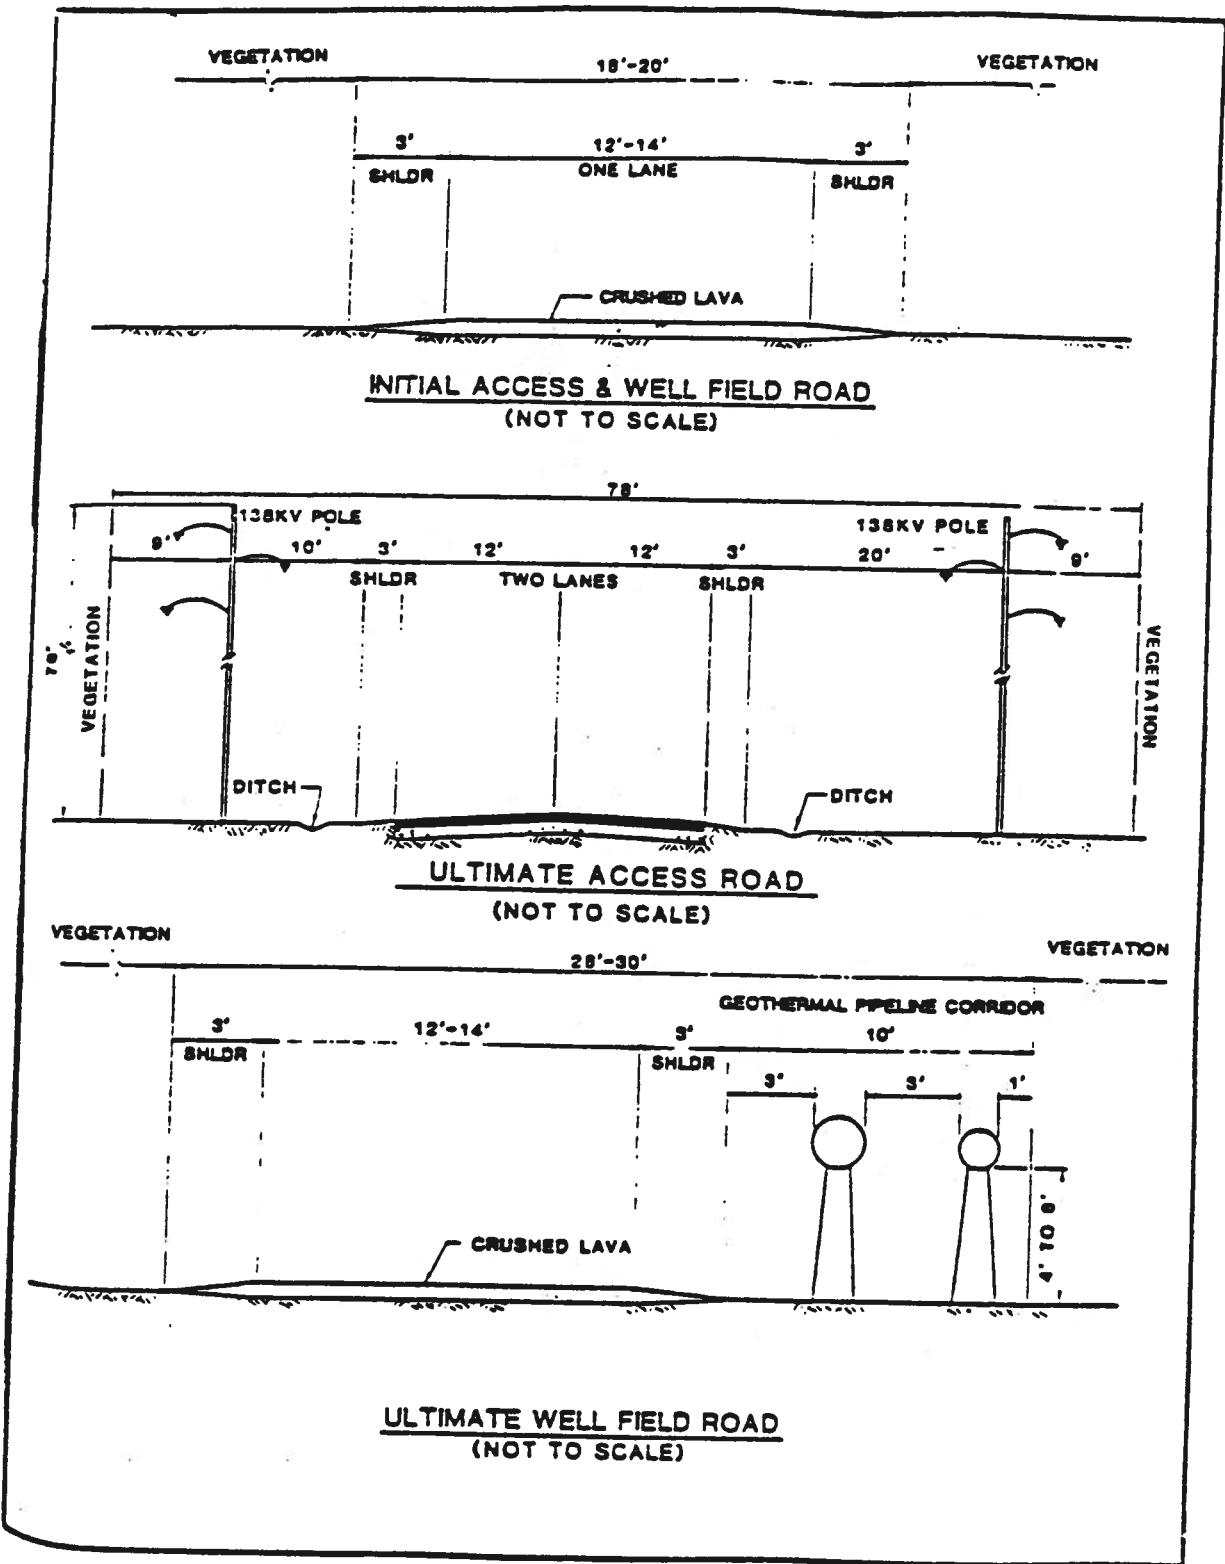 VEGETATION
18'-20'
VEGETATION
3'
12'-14'
3'
SHLDR
ONE LANE
SHLDR
CRUSHED LAVA
INITIAL ACCESS & WELL FIELD ROAD
(NOT TO SCALE)
78'
138KV POLE
138KV POLE
9'
10'
3'
12'
12'
3'
20'
9'
SHLDR
TWO LANES
SHLDR
VEGETATION
VEGETATION
DITCH
DITCH
ULTIMATE ACCESS ROAD
(NOT TO SCALE)
VEGETATION
28'-30'
VEGETATION
GEOTHERMAL PIPELINE CORRIDOR
3'
12'-14'
3'
10'
SHLDR
SHLDR
3'
3'
1'
4' TO 6'
CRUSHED LAVA
ULTIMATE WELL FIELD ROAD
(NOT TO SCALE)